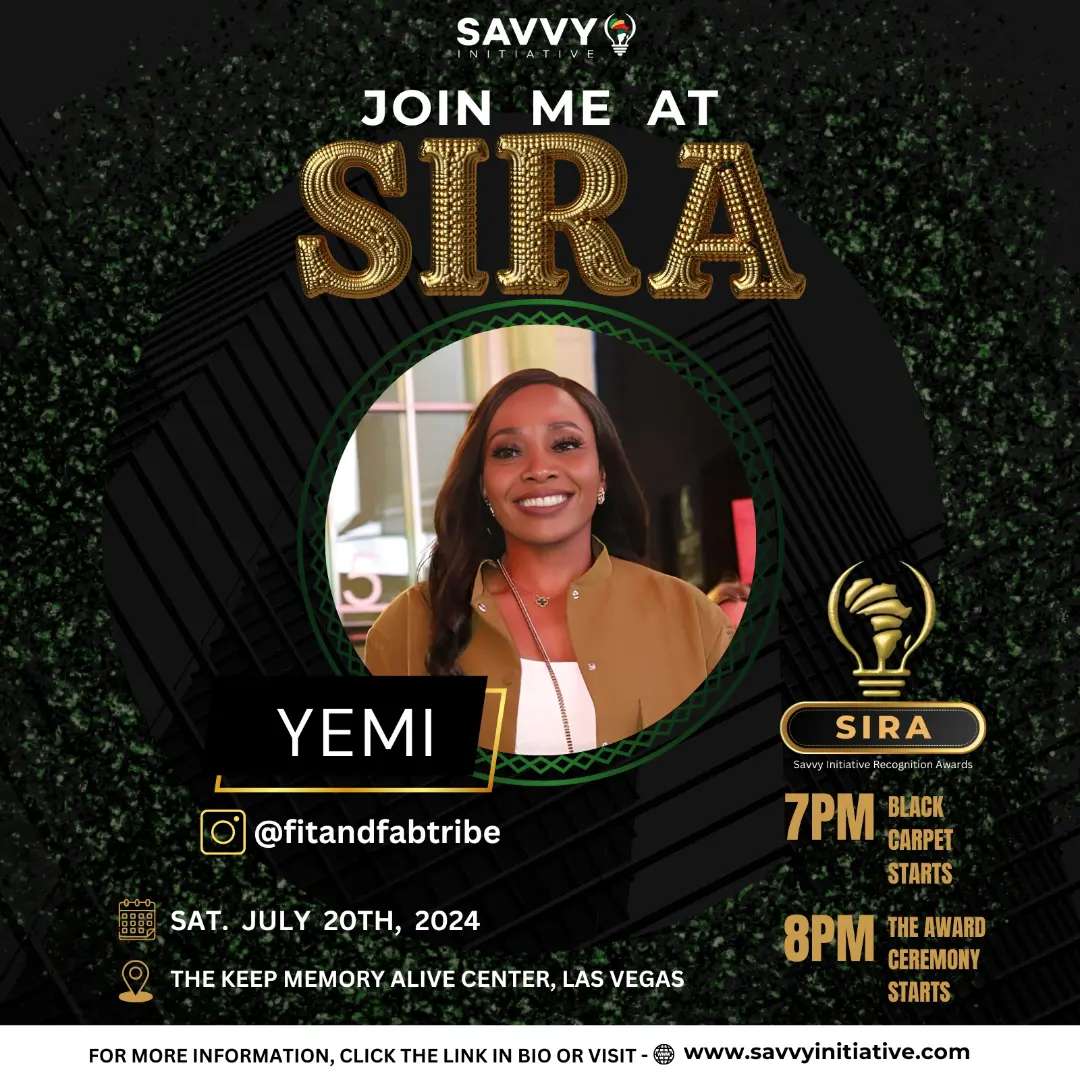 SAVVY
INITIATIVE
JOIN ME AT
SIRA
5
YEMI
@fitandfabtribe
SAT. JULY 20TH, 2024
THE KEEP MEMORY ALIVE CENTER, LAS VEGAS
SIRA
Savvy Initiative Recognition Awards
7PM BLACK
CARPET
STARTS
8PM THE AWARD
CEREMONY
STARTS
FOR MORE INFORMATION, CLICK THE LINK IN BIO OR VISIT - www.savvyinitiative.com